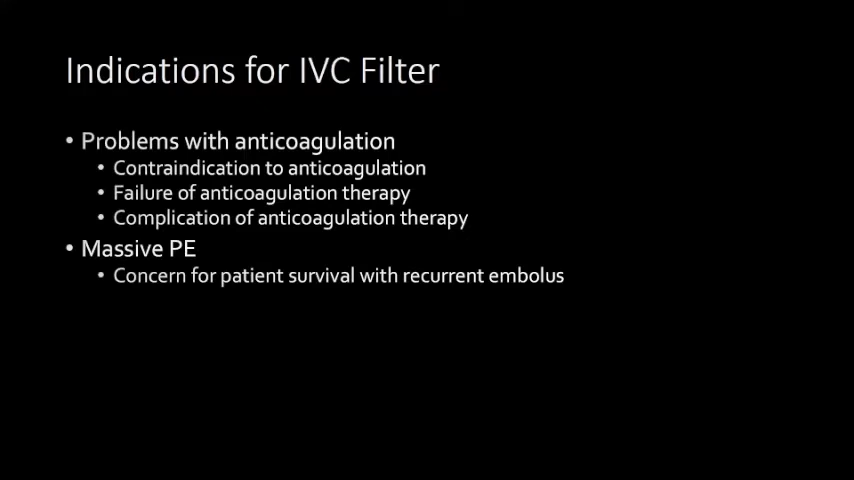 Indications for IVC Filter
• Problems with anticoagulation
• Contraindication to anticoagulation
• Failure of anticoagulation therapy
• Complication of anticoagulation therapy
• Massive PE
• Concern for patient survival with recurrent embolus